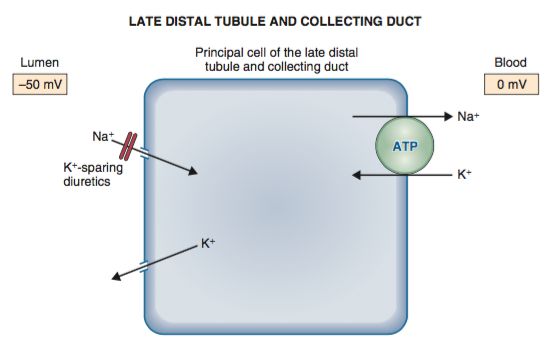 LATE DISTAL TUBULE AND COLLECTING DUCT
Principal cell of the late distal
tubule and collecting duct
Lumen
–50 mV
Blood
0 mV
Na⁺
K⁺-sparing
diuretics
K⁺
ATP
Na⁺
K⁺